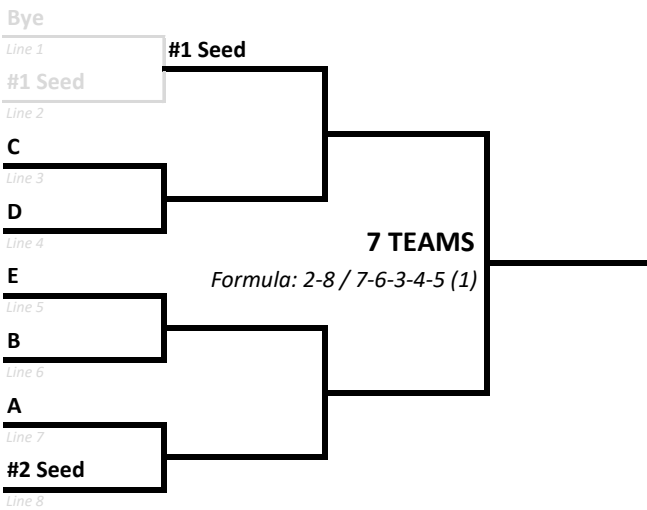 Bye
Line 1
#1 Seed
#1 Seed
Line 2
C
Line 3
D
Line 4
7 TEAMS
E
Formula: 2-8 / 7-6-3-4-5 (1)
Line 5
B
Line 6
A
Line 7
#2 Seed
Line 8